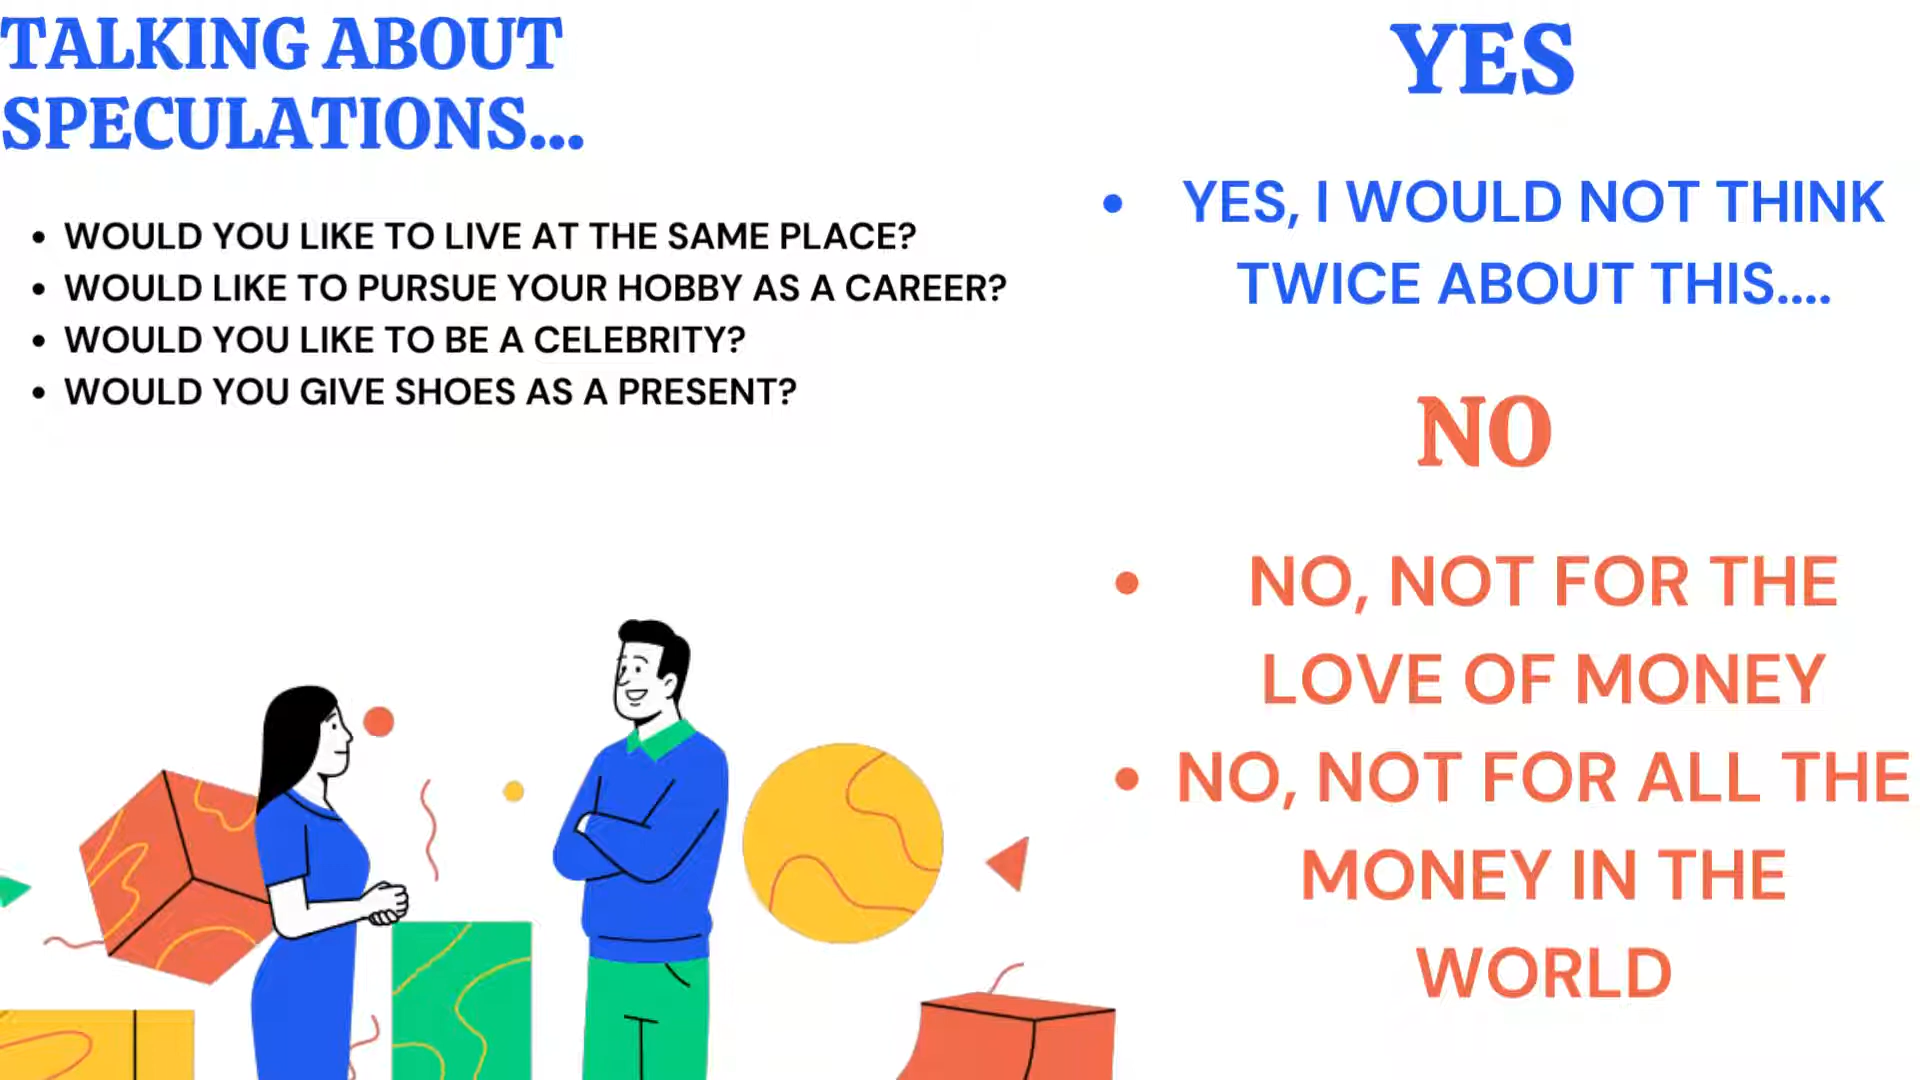 TALKING ABOUT
SPECULATIONS...
• WOULD YOU LIKE TO LIVE AT THE SAME PLACE?
• WOULD LIKE TO PURSUE YOUR HOBBY AS A CAREER?
• WOULD YOU LIKE TO BE A CELEBRITY?
• WOULD YOU GIVE SHOES AS A PRESENT?
YES
• YES, I WOULD NOT THINK
TWICE ABOUT THIS....
NO
• NO, NOT FOR THE
LOVE OF MONEY
• NO, NOT FOR ALL THE
MONEY IN THE
WORLD